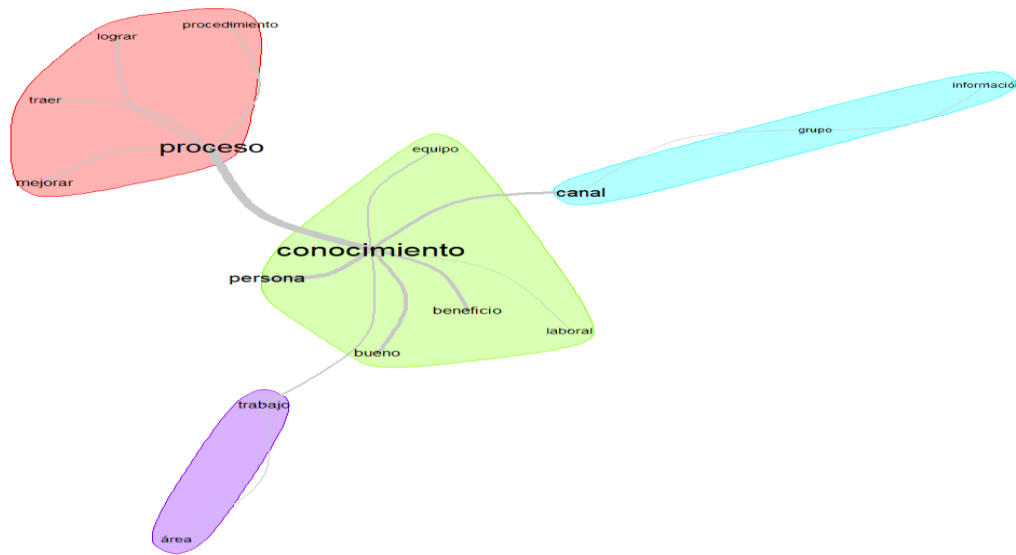 procedimiento
lograr
traer
proceso
mejorar
información
grupo
canal
equipo
conocimiento
persona
beneficio
laboral
bueno
trabajo
área